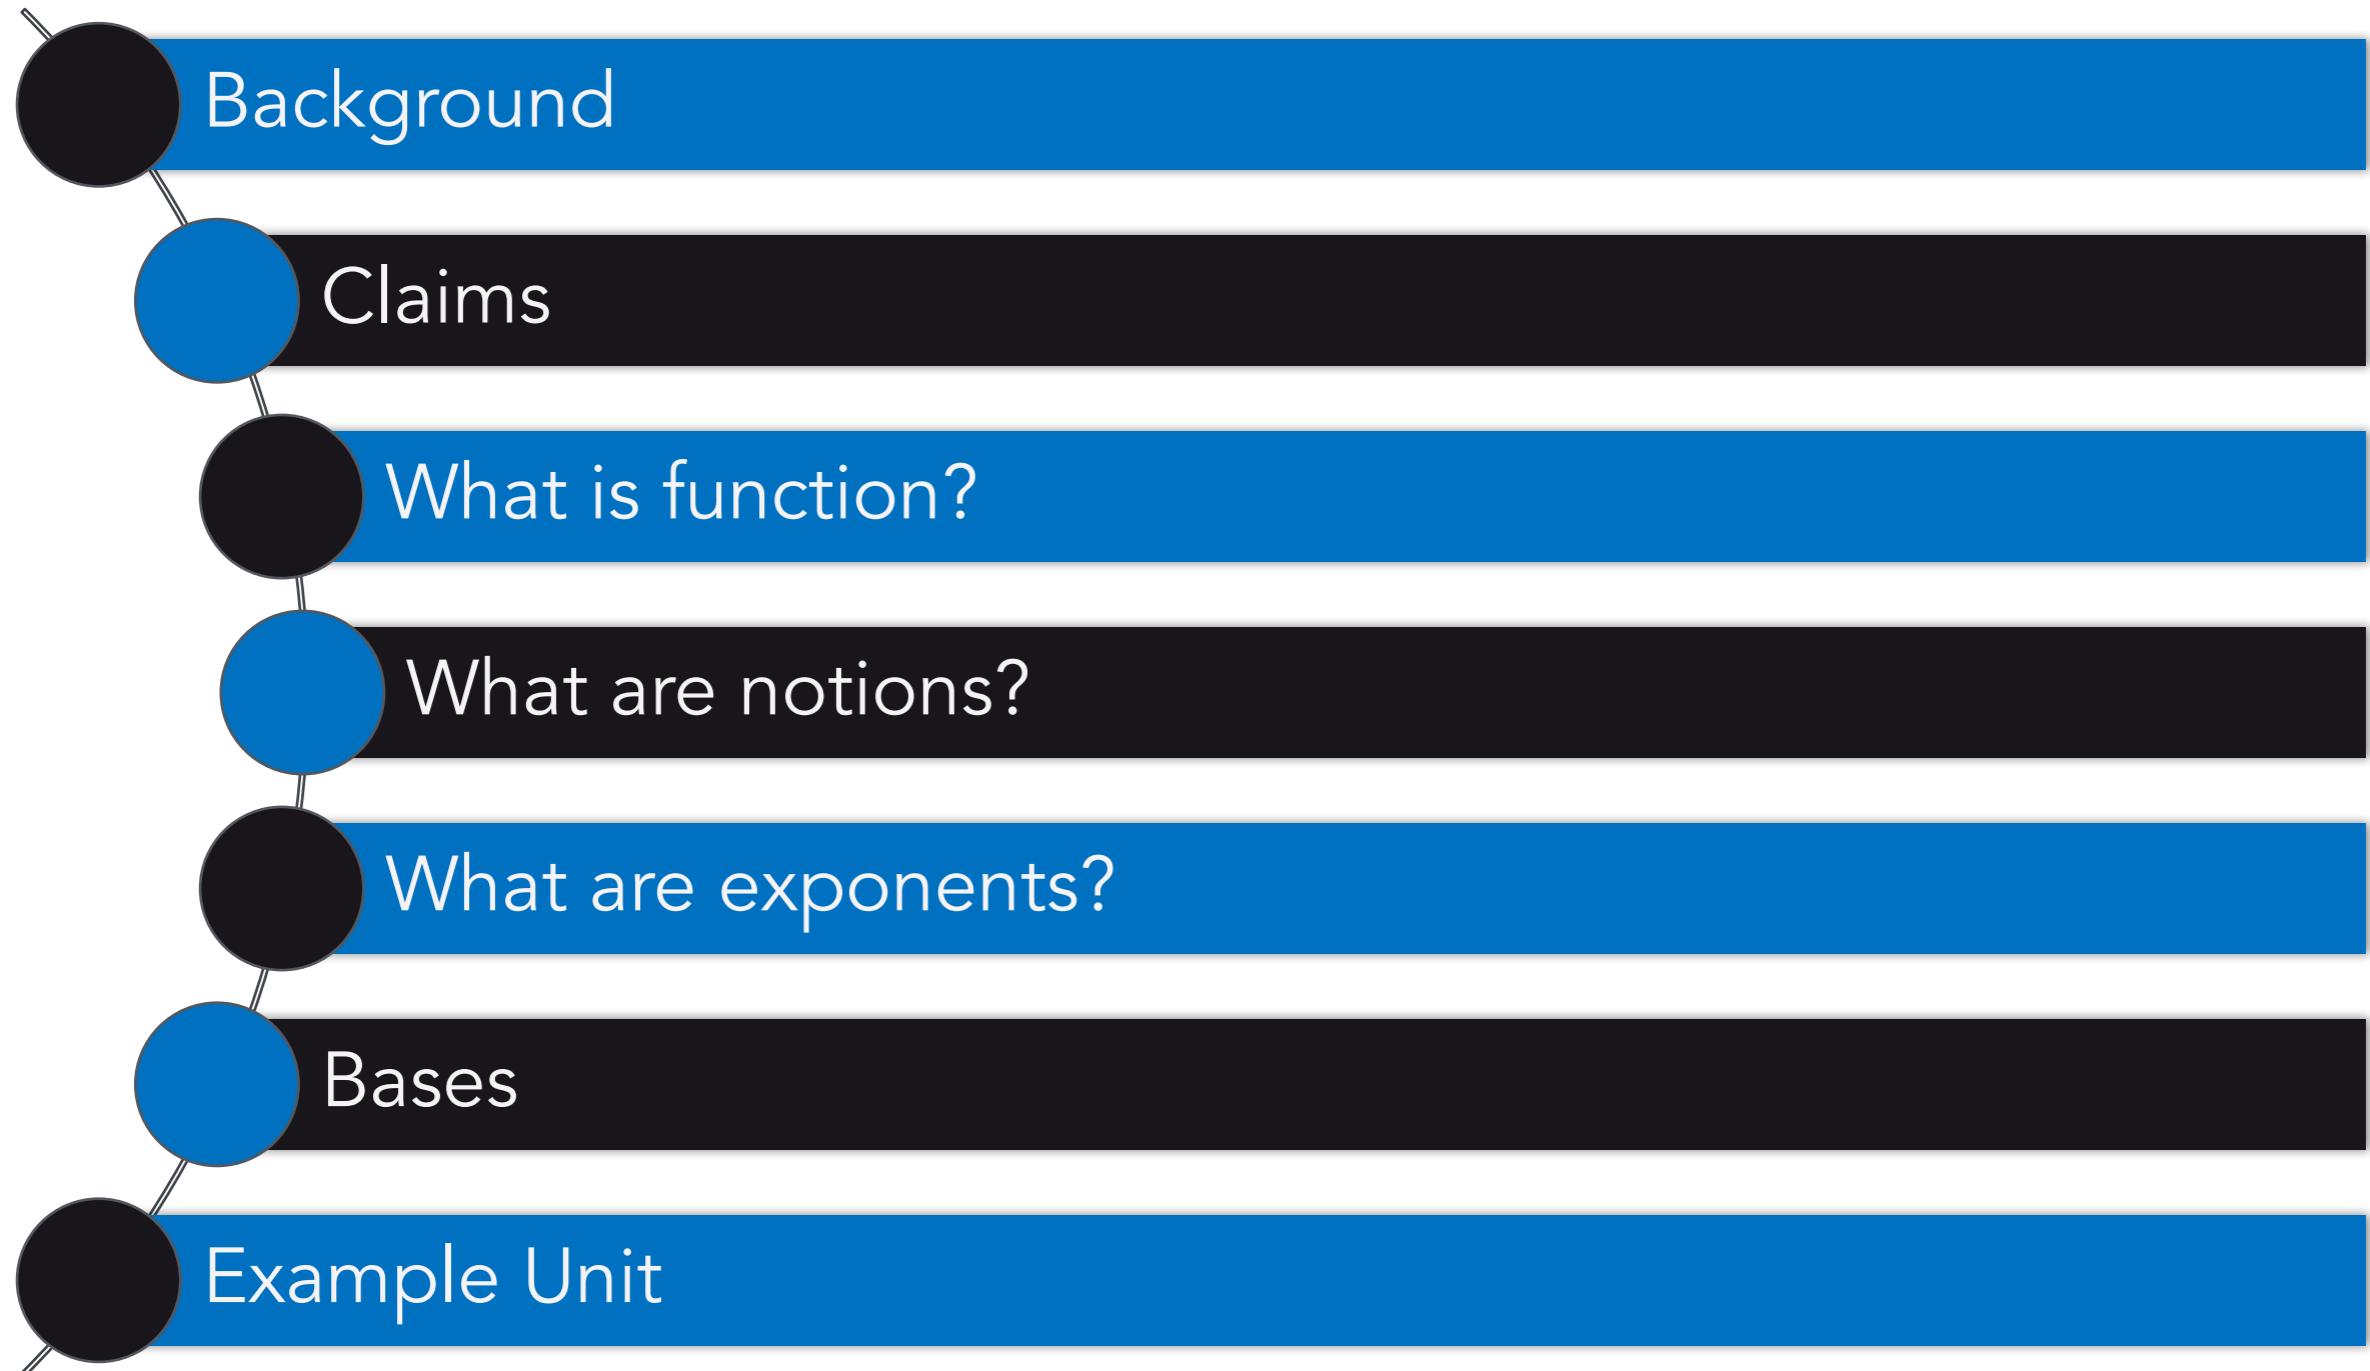 Background
Claims
What is function?
What are notions?
What are exponents?
Bases
Example Unit